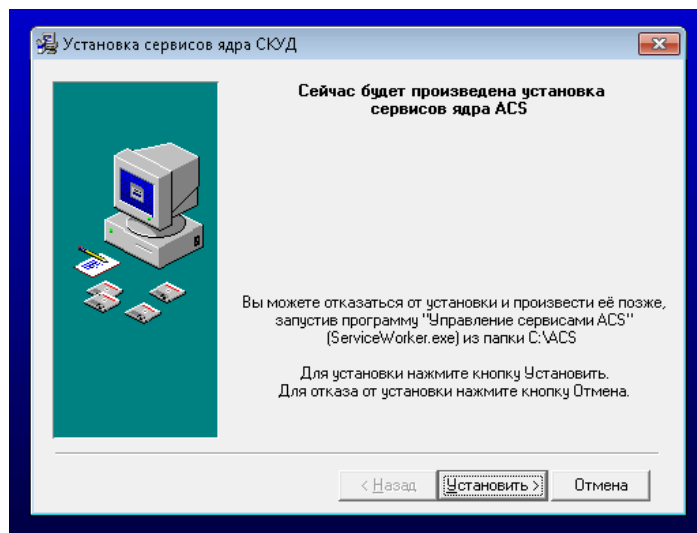 Установка сервисов ядра СКУД
Сейчас будет произведена установка
сервисов ядра ACS
Вы можете отказаться от установки и произвести её позже,
запустив программу "Управление сервисами ACS"
(ServiceWorker.exe) из папки C:\ACS
Для установки нажмите кнопку Установить.
Для отказа от установки нажмите кнопку Отмена.
< Назад
Установить >
Отмена